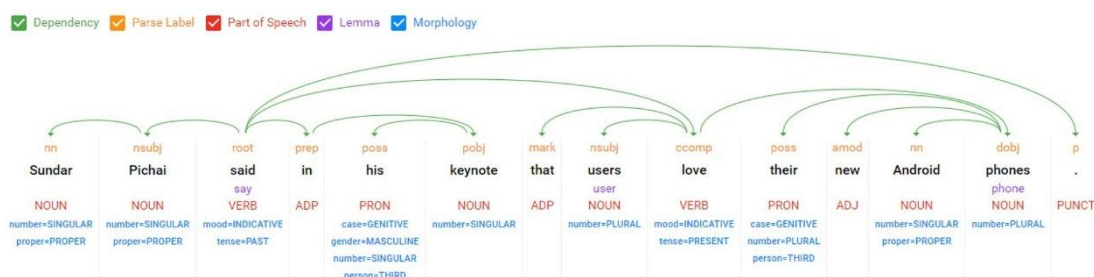 Dependency Parse Label Part of Speech Lemma Morphology
nn nsubj root prep poss pobj mark nsubj ccomp poss amod nn dobj p
Sundar Pichai said in his keynote that users love their new Android phones .
say user phone
NOUN NOUN VERB ADP PRON NOUN ADP NOUN VERB PRON ADJ NOUN NOUN PUNCT
number=SINGULAR number=SINGULAR mood=INDICATIVE case=GENITIVE number=SINGULAR number=PLURAL mood=INDICATIVE case=GENITIVE number=SINGULAR number=PLURAL
proper=PROPER proper=PROPER tense=PAST gender=MASCULINE tense=PRESENT number=PLURAL proper=PROPER
number=SINGULAR person=THIRD
person=THIRD